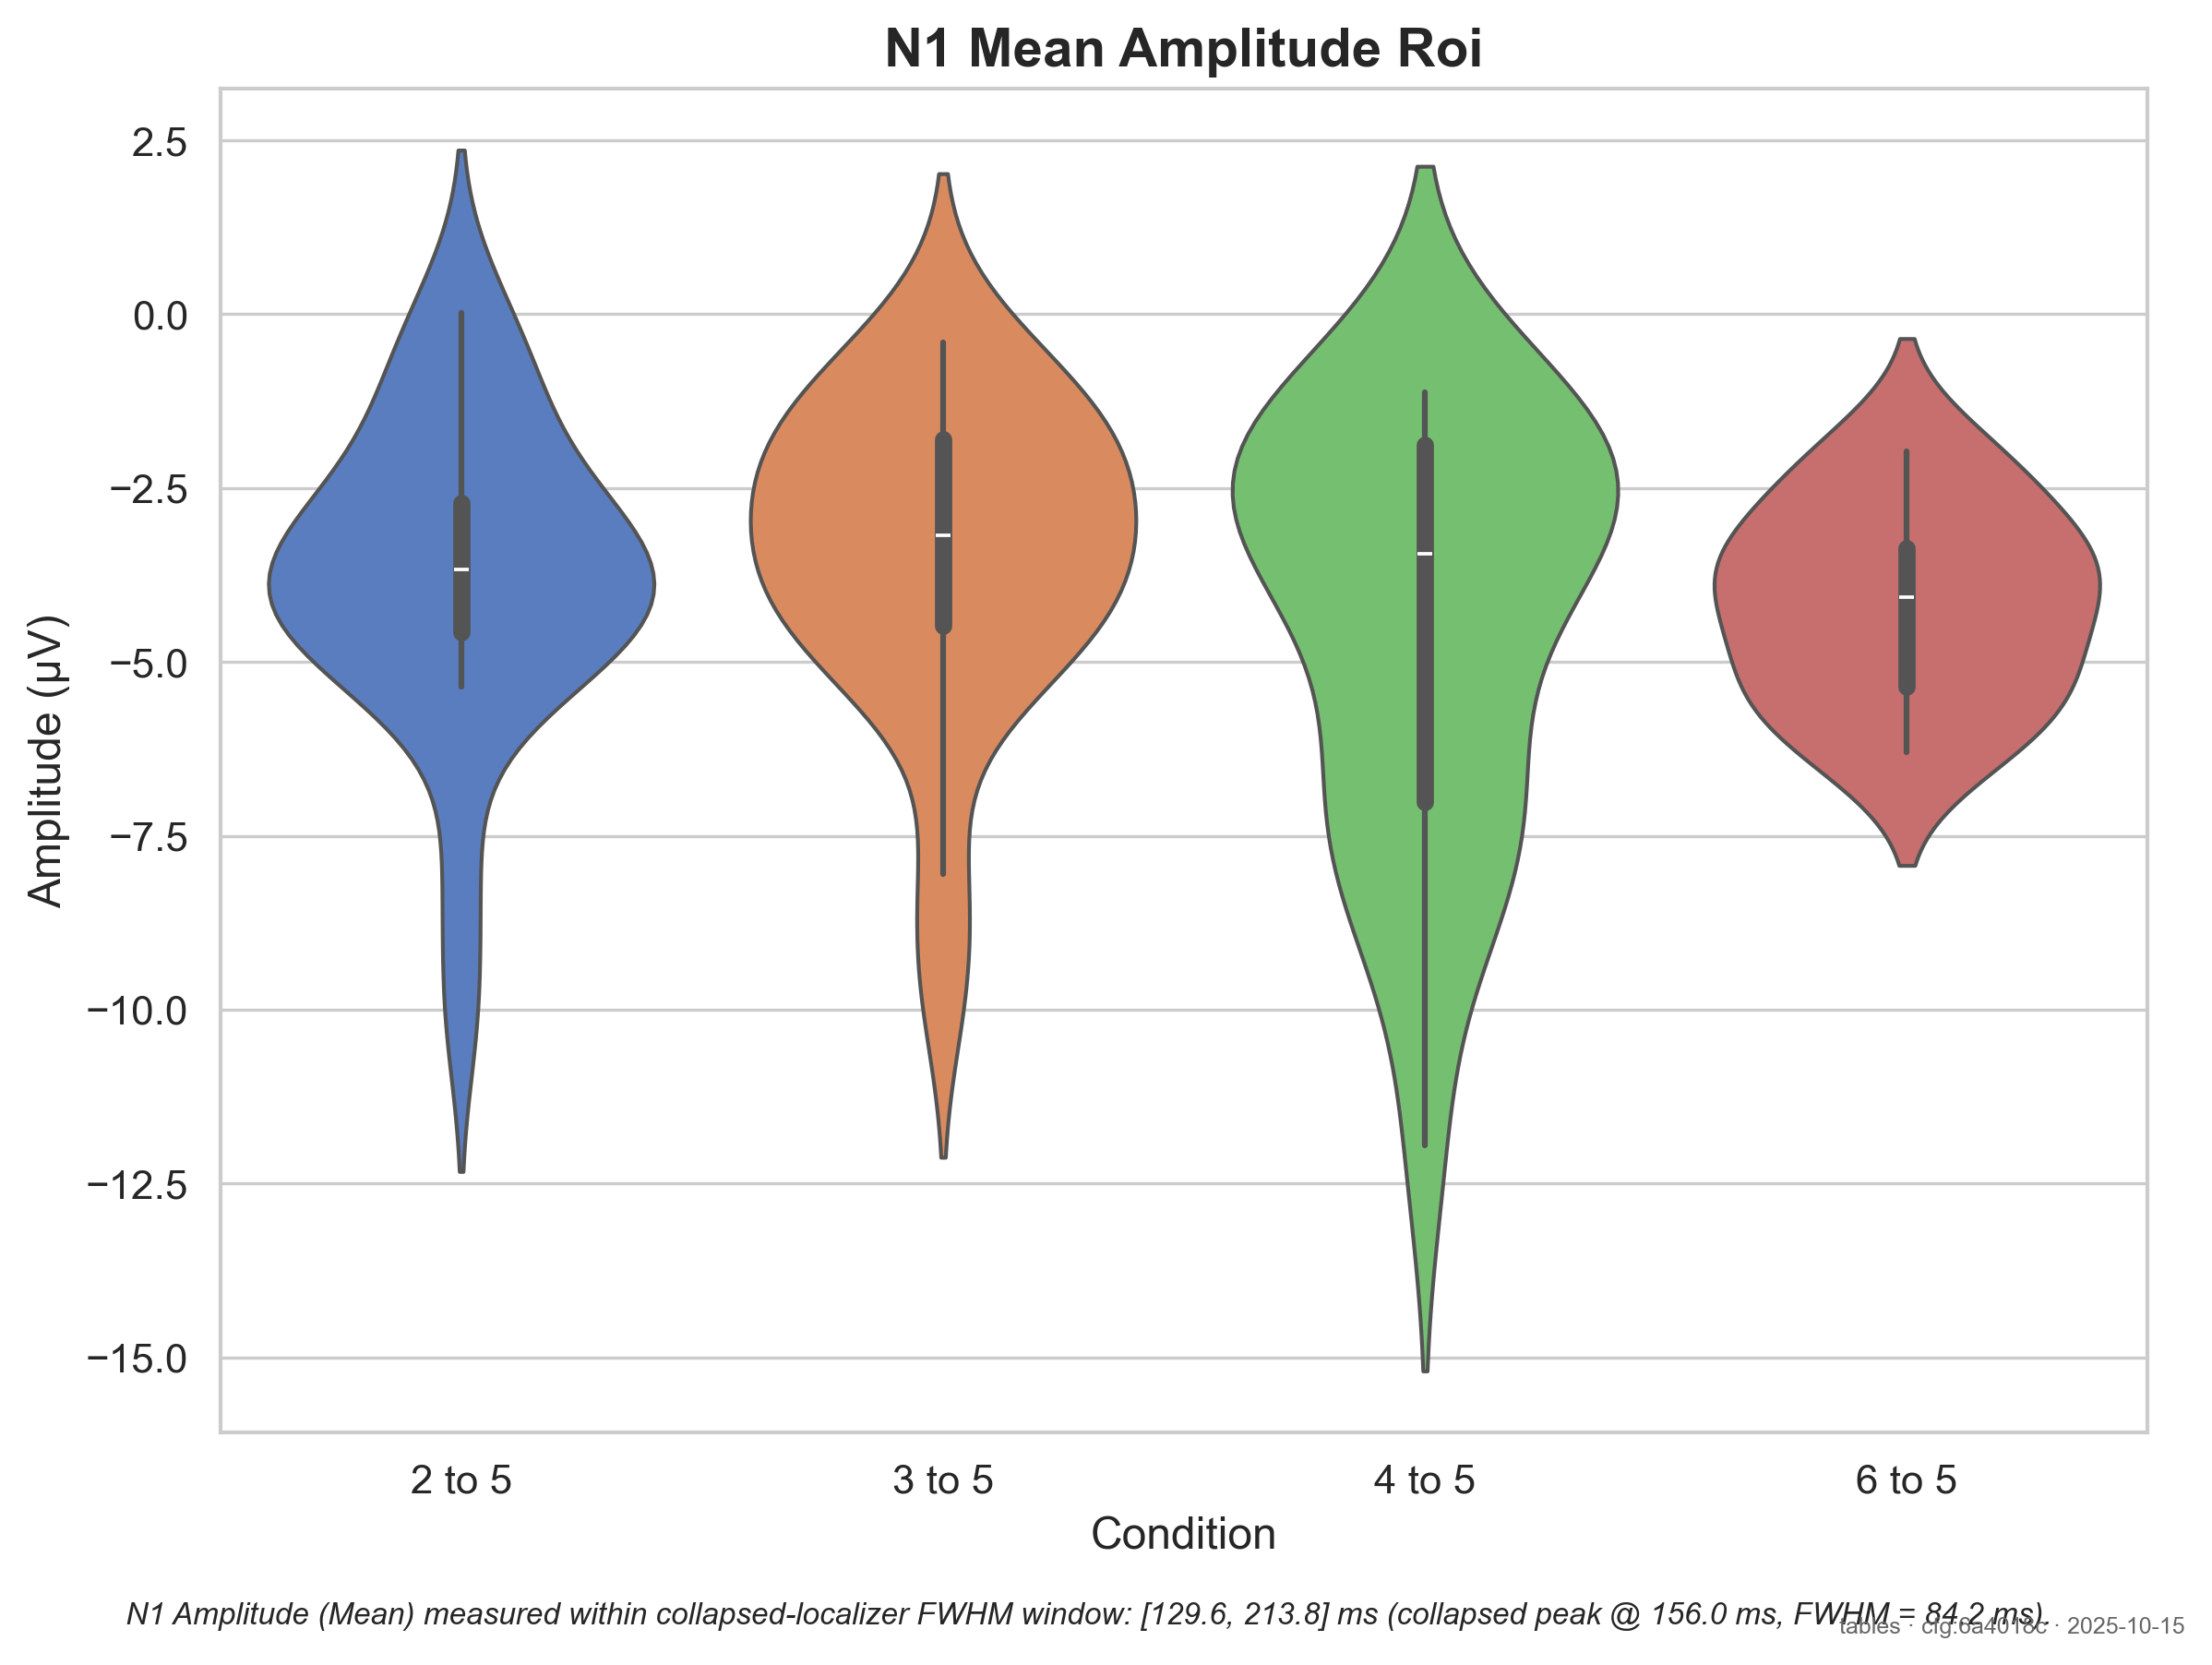 N1 Mean Amplitude Roi
2.5
0.0
−2.5
−5.0
−7.5
−10.0
−12.5
−15.0
Amplitude (µV)
2 to 5 3 to 5 4 to 5 6 to 5
Condition
N1 Amplitude (Mean) measured within collapsed-localizer FWHM window: [129.6, 213.8] ms (collapsed peak @ 156.0 ms, FWHM = 84.2 ms).
tables · cfg:6a4018c · 2025-10-15